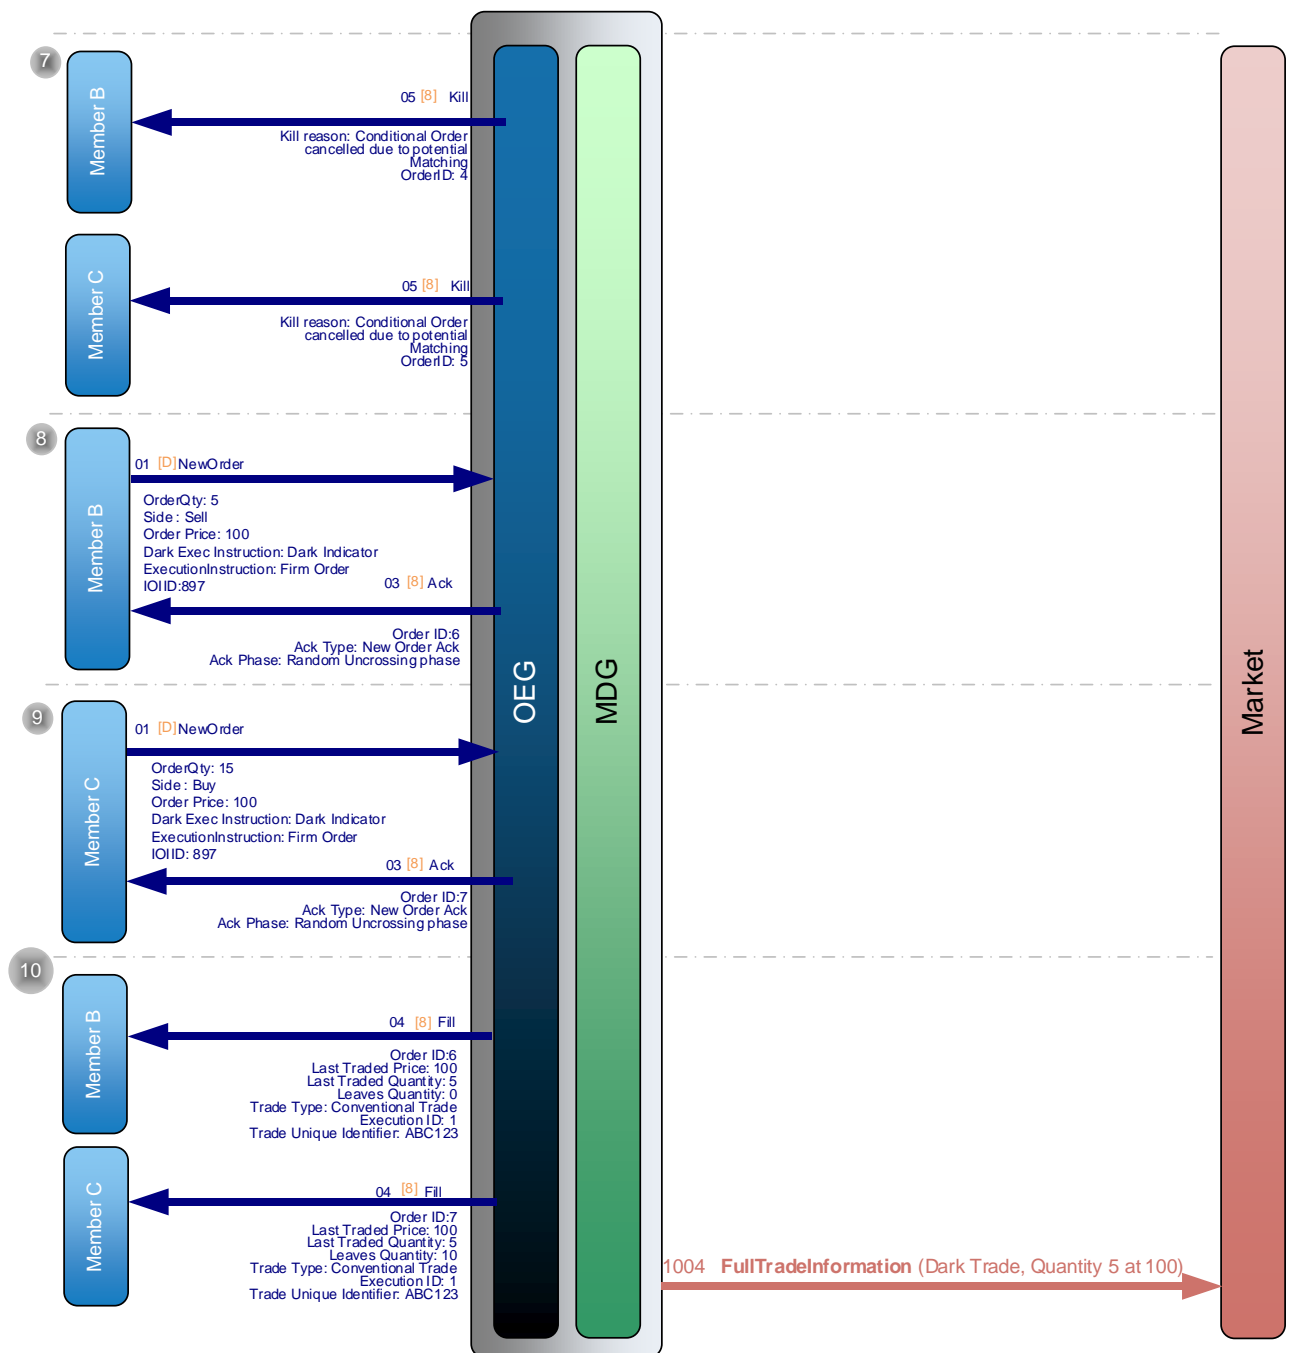 7
Member B
05 [8] Kill
Kill reason: Conditional Order
cancelled due to potential
Matching
OrderID: 4
Member C
05 [8] Kill
Kill reason: Conditional Order
cancelled due to potential
Matching
OrderID: 5
8
Member B
01 [D] NewOrder
OrderQty: 5
Side : Sell
Order Price: 100
Dark Exec Instruction: Dark Indicator
ExecutionInstruction: Firm Order
IOIID:897
03 [8] Ack
Order ID:6
Ack Type: New Order Ack
Ack Phase: Random Uncrossing phase
OEG
MDG
Market
9
Member C
01 [D] NewOrder
OrderQty: 15
Side : Buy
Order Price: 100
Dark Exec Instruction: Dark Indicator
ExecutionInstruction: Firm Order
IOIID: 897
03 [8] Ack
Order ID:7
Ack Type: New Order Ack
Ack Phase: Random Uncrossing phase
10
Member B
04 [8] Fill
Order ID:6
Last Traded Price: 100
Last Traded Quantity: 5
Leaves Quantity: 0
Trade Type: Conventional Trade
Execution ID: 1
Trade Unique Identifier: ABC123
Member C
04 [8] Fill
Order ID:7
Last Traded Price: 100
Last Traded Quantity: 5
Leaves Quantity: 10
Trade Type: Conventional Trade
Execution ID: 1
Trade Unique Identifier: ABC123
1004 FullTradeInformation (Dark Trade, Quantity 5 at 100)